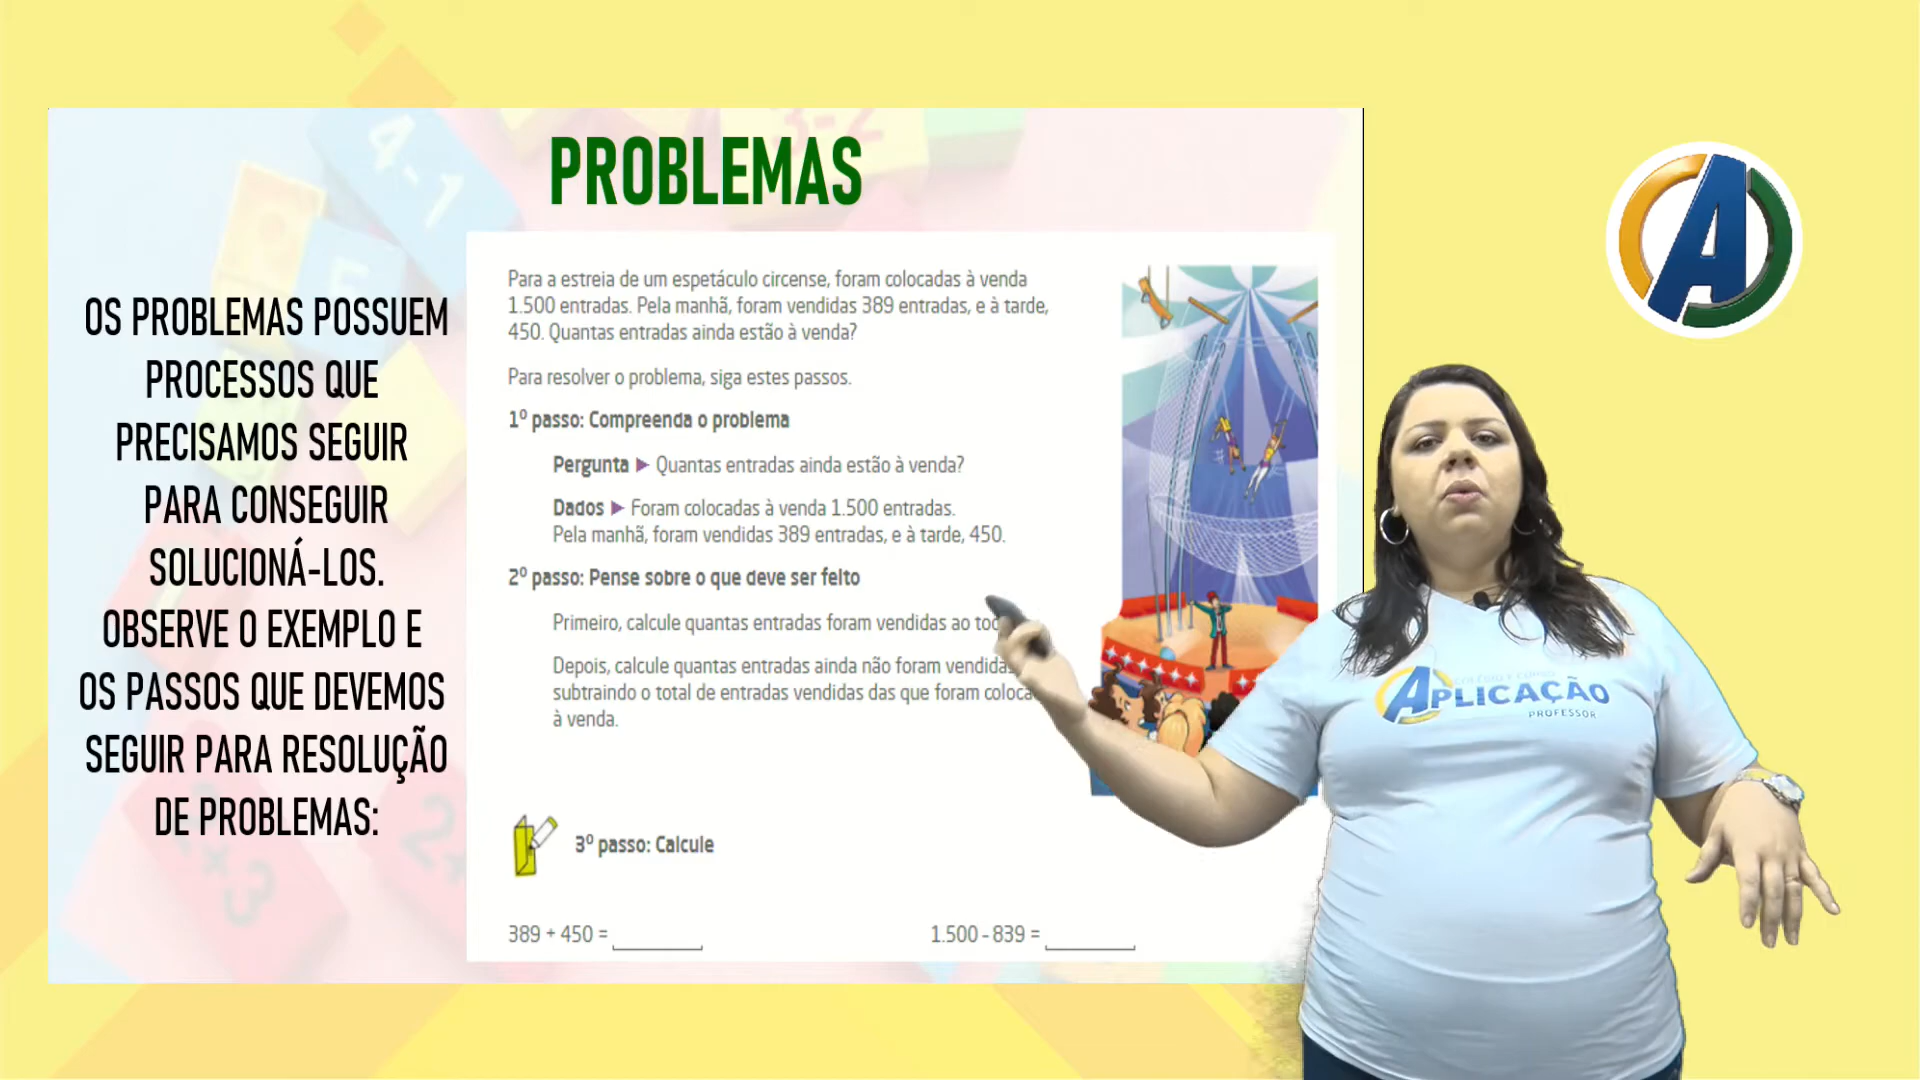 PROBLEMAS
OS PROBLEMAS POSSUEM
PROCESSOS QUE
PRECISAMOS SEGUIR
PARA CONSEGUIR
SOLUCIONÁ-LOS.
OBSERVE O EXEMPLO E
OS PASSOS QUE DEVEMOS
SEGUIR PARA RESOLUÇÃO
DE PROBLEMAS:
Para a estreia de um espetáculo circense, foram colocadas à venda
1.500 entradas. Pela manhã, foram vendidas 389 entradas, e à tarde,
450. Quantas entradas ainda estão à venda?
Para resolver o problema, siga estes passos.
1º passo: Compreenda o problema
Pergunta ▶ Quantas entradas ainda estão à venda?
Dados ▶ Foram colocadas à venda 1.500 entradas.
Pela manhã, foram vendidas 389 entradas, e à tarde, 450.
2º passo: Pense sobre o que deve ser feito
Primeiro, calcule quantas entradas foram vendidas ao
Depois, calcule quantas entradas ainda não foram
subtraindo o total de entradas vendidas das que foram
à venda.
3º passo: Calcule
389 + 450 =
1.500 - 839 =
4-1
3-2
A
COLÉGIO E CURSO
APLICAÇÃO
PROFESSOR